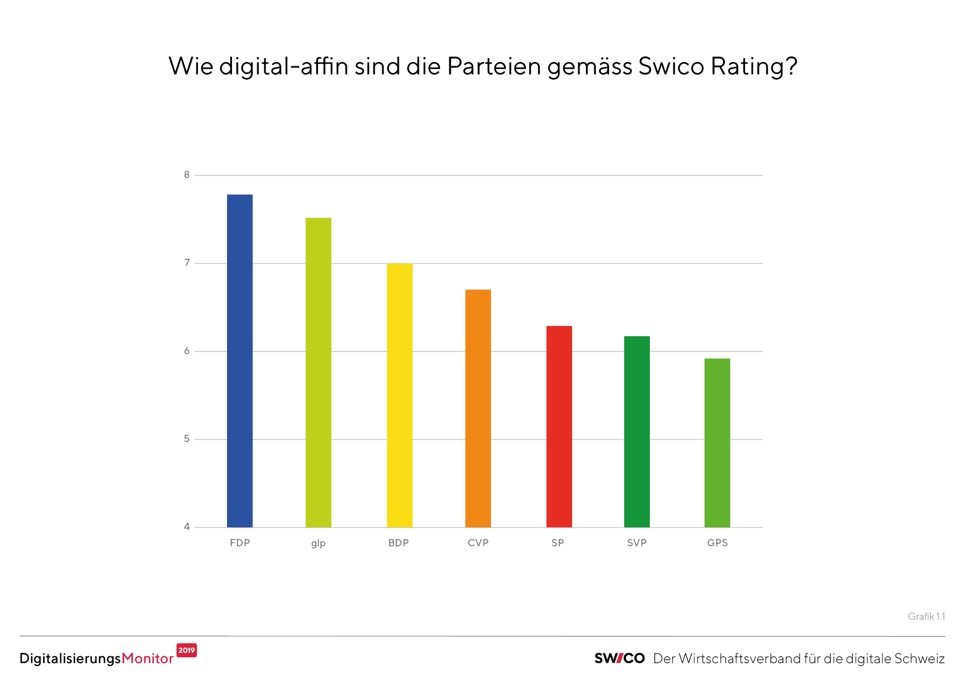 Wie digital-affin sind die Parteien gemäss Swico Rating?
8
7
6
5
4
FDP glp BDP CVP SP SVP GPS
Grafik 1.1
DigitalisierungsMonitor 2019
SWICO Der Wirtschaftsverband für die digitale Schweiz